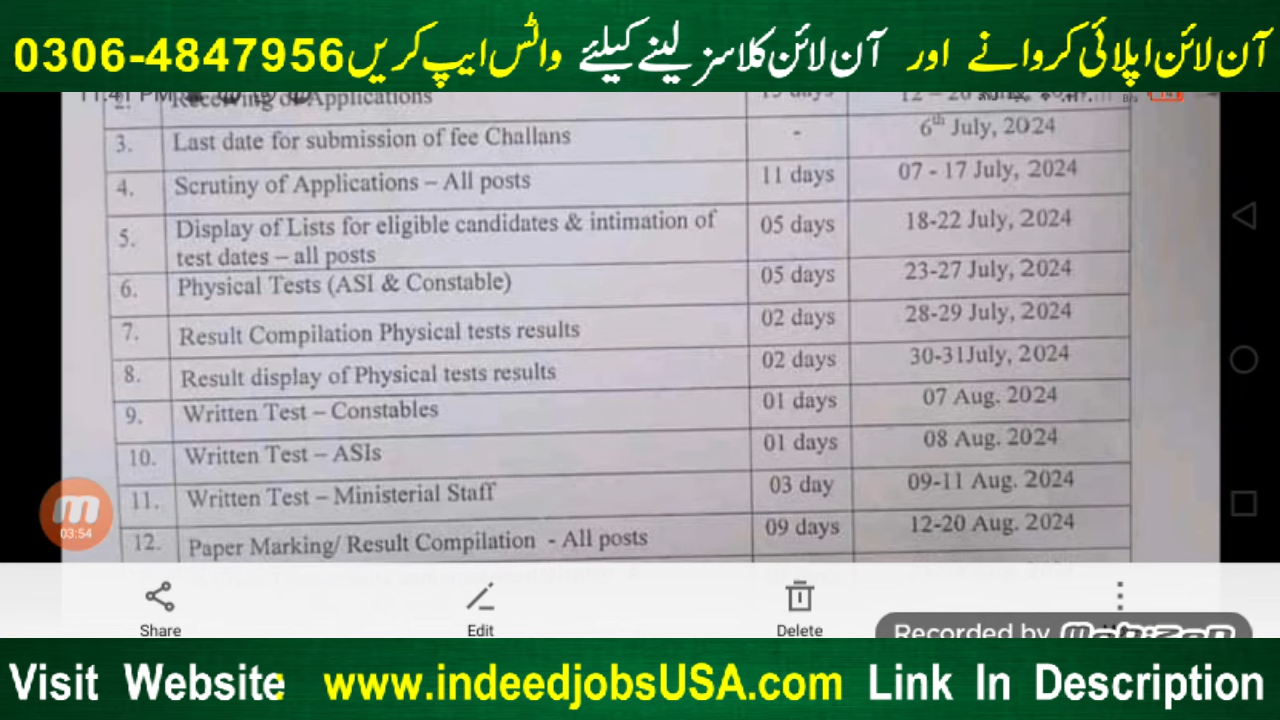 آن لائن اپلائی کروانے اور آن لائن کلاسز لینے کیلئے واٹس ایپ کریں 0306-4847956
2. Receiving of Applications 15 days
3. Last date for submission of fee Challans - 6th July, 2024
4. Scrutiny of Applications – All posts 11 days 07 - 17 July, 2024
5. Display of Lists for eligible candidates & intimation of 05 days 18-22 July, 2024
test dates – all posts
6. Physical Tests (ASI & Constable) 05 days 23-27 July, 2024
7. Result Compilation Physical tests results 02 days 28-29 July, 2024
8. Result display of Physical tests results 02 days 30-31July, 2024
9. Written Test – Constables 01 days 07 Aug. 2024
10. Written Test – ASIs 01 days 08 Aug. 2024
11. Written Test – Ministerial Staff 03 day 09-11 Aug. 2024
12. Paper Marking/ Result Compilation - All posts 09 days 12-20 Aug. 2024
03:54
Share Edit Delete
Recorded by
Visit Website www.indeedjobsUSA.com Link In Description